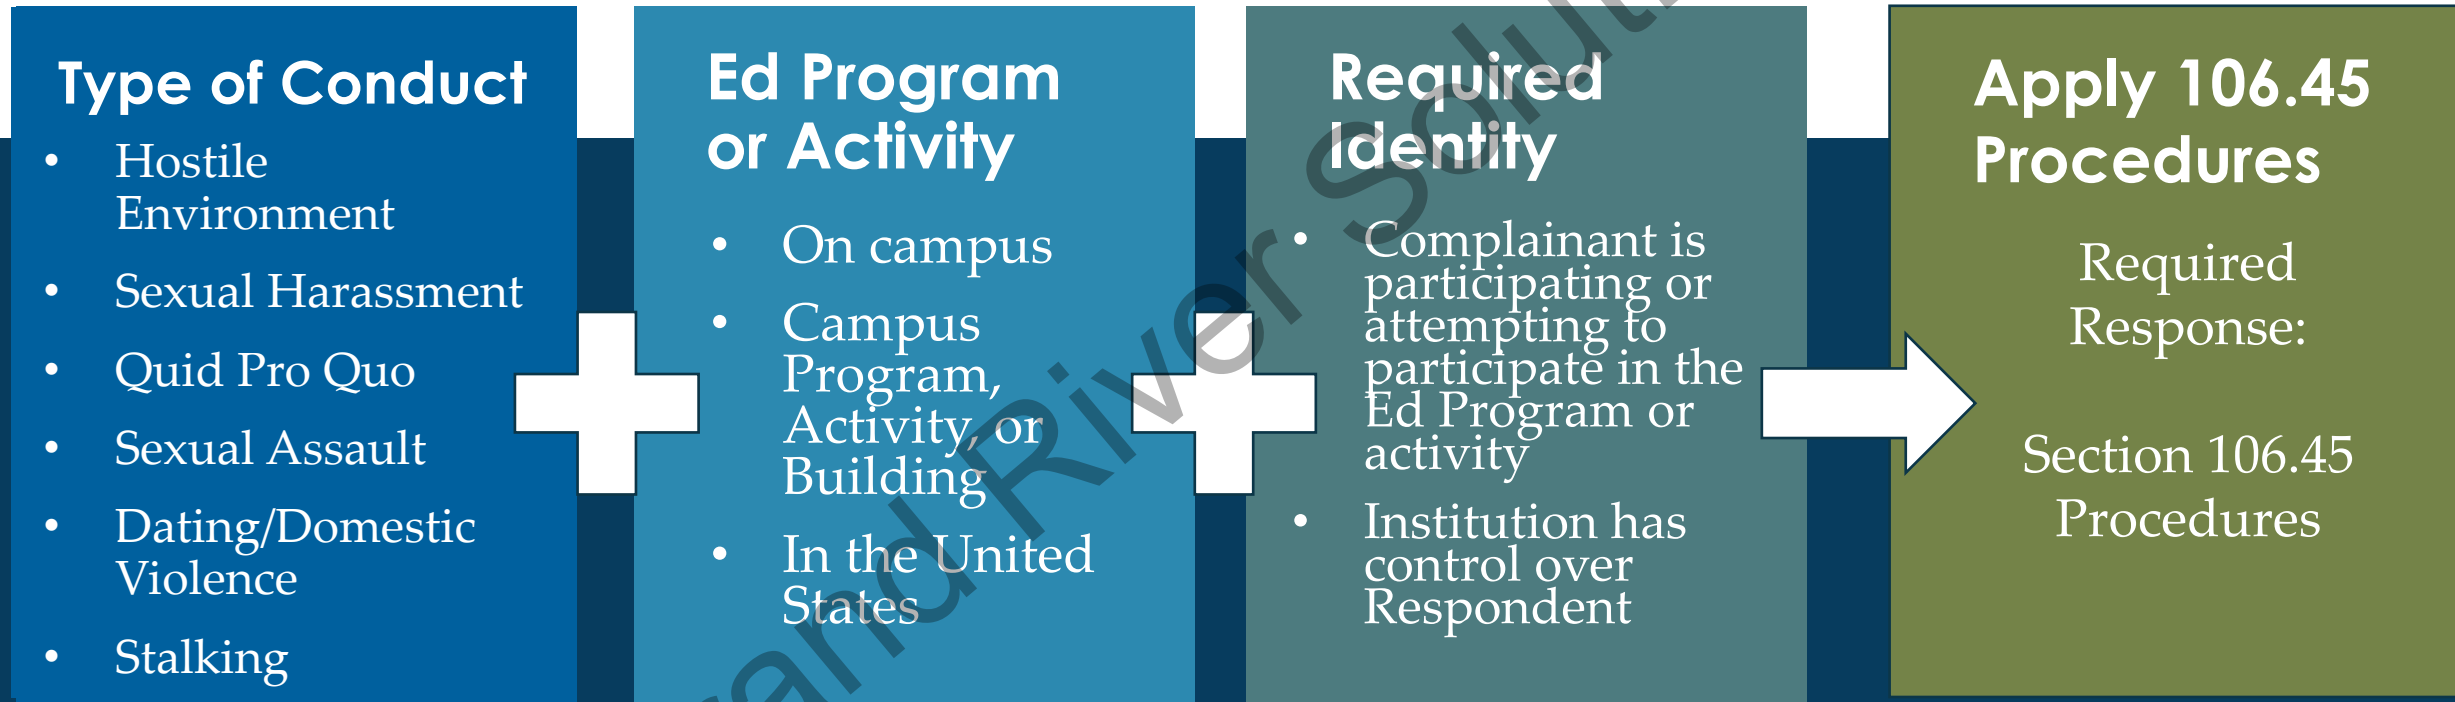 Type of Conduct
• Hostile
Environment
• Sexual Harassment
• Quid Pro Quo
• Sexual Assault
• Dating/Domestic
Violence
• Stalking
Ed Program
or Activity
• On campus
• Campus
Program,
Activity, or
Building
• In the United
States
Required
Identity
• Complainant is
participating or
attempting to
participate in the
Ed Program or
activity
• Institution has
control over
Respondent
Apply 106.45
Procedures
Required
Response:
Section 106.45
Procedures
River